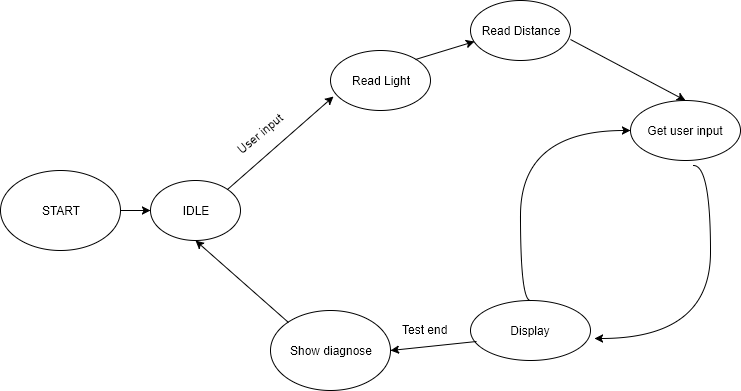 Read Distance
Read Light
User input
Get user input
START
IDLE
Test end
Display
Show diagnose